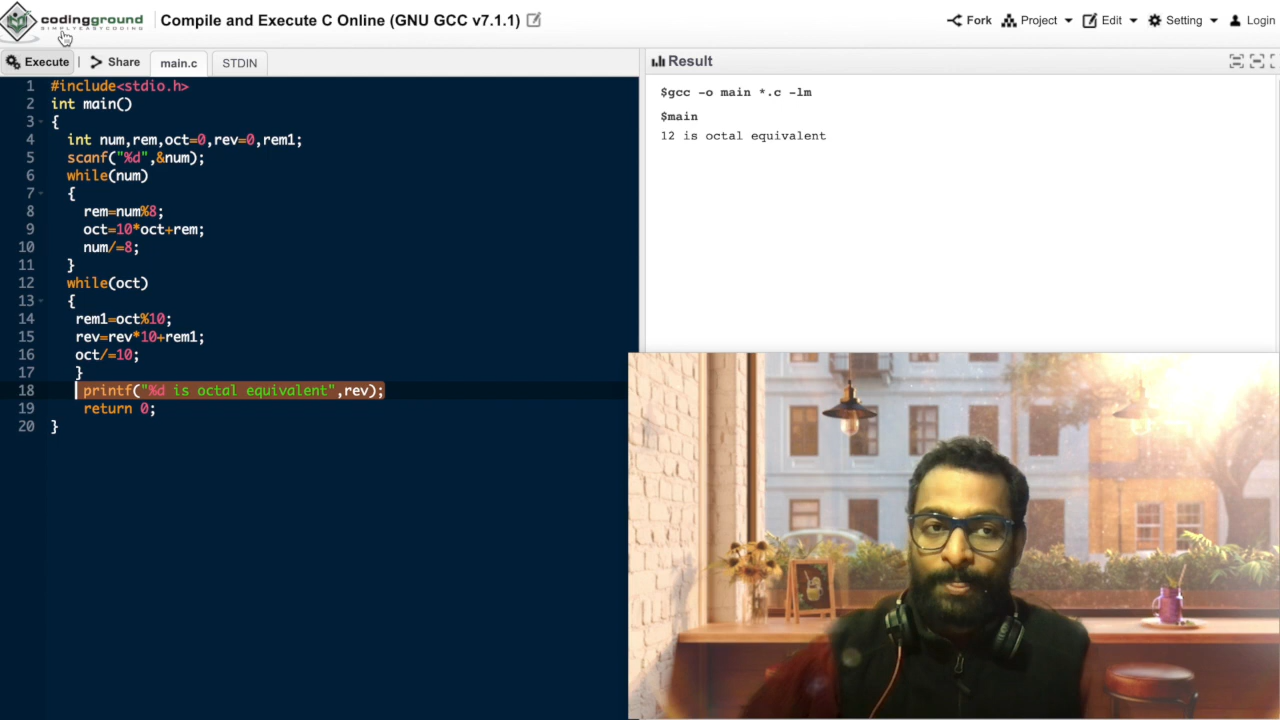 codingground
SIMPLYEASYCODING
Compile and Execute C Online (GNU GCC v7.1.1)
Fork Project Edit Setting Login
Execute | Share main.c STDIN
Result
1 #include<stdio.h>
2 int main()
3 {
4 int num,rem,oct=0,rev=0,rem1;
5 scanf("%d",&num);
6 while(num)
7 {
8 rem=num%8;
9 oct=10*oct+rem;
10 num/=8;
11 }
12 while(oct)
13 {
14 rem1=oct%10;
15 rev=rev*10+rem1;
16 oct/=10;
17 }
18 printf("%d is octal equivalent",rev);
19 return 0;
20 }
$gcc -o main *.c -lm
$main
12 is octal equivalent